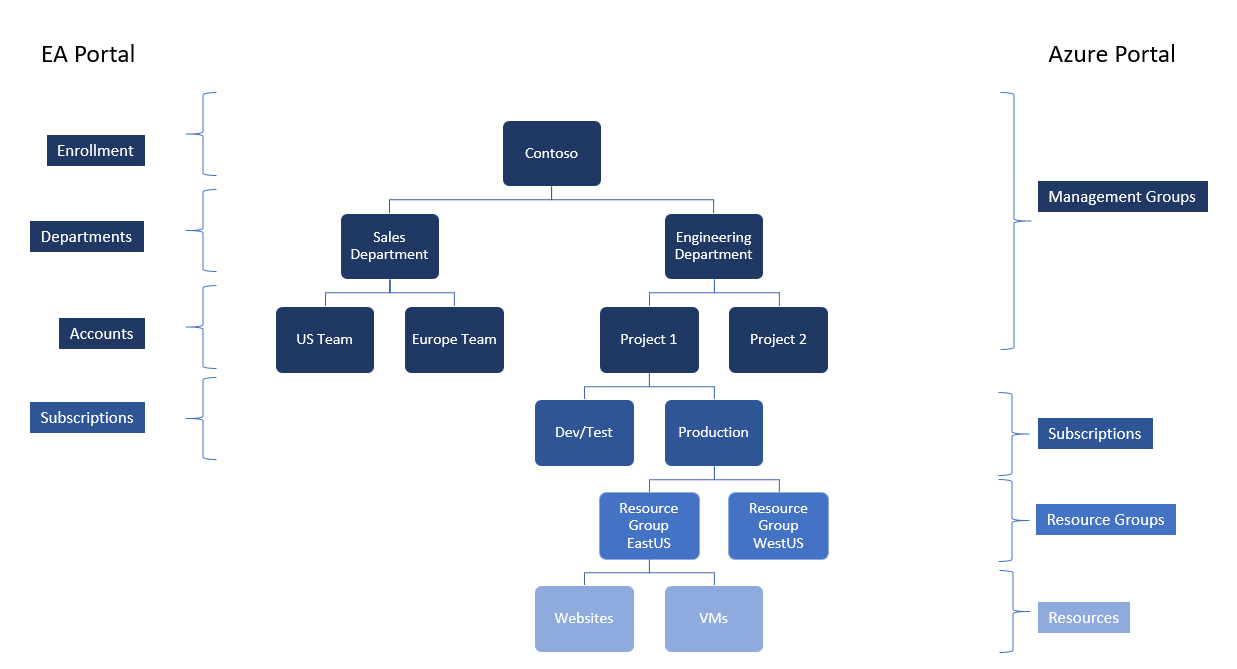 EA Portal
Azure Portal
Enrollment
Contoso
Management Groups
Departments
Sales
Department
Engineering
Department
Accounts
US Team
Europe Team
Project 1
Project 2
Subscriptions
Dev/Test
Production
Subscriptions
Resource
Group
EastUS
Resource
Group
WestUS
Resource Groups
Websites
VMs
Resources